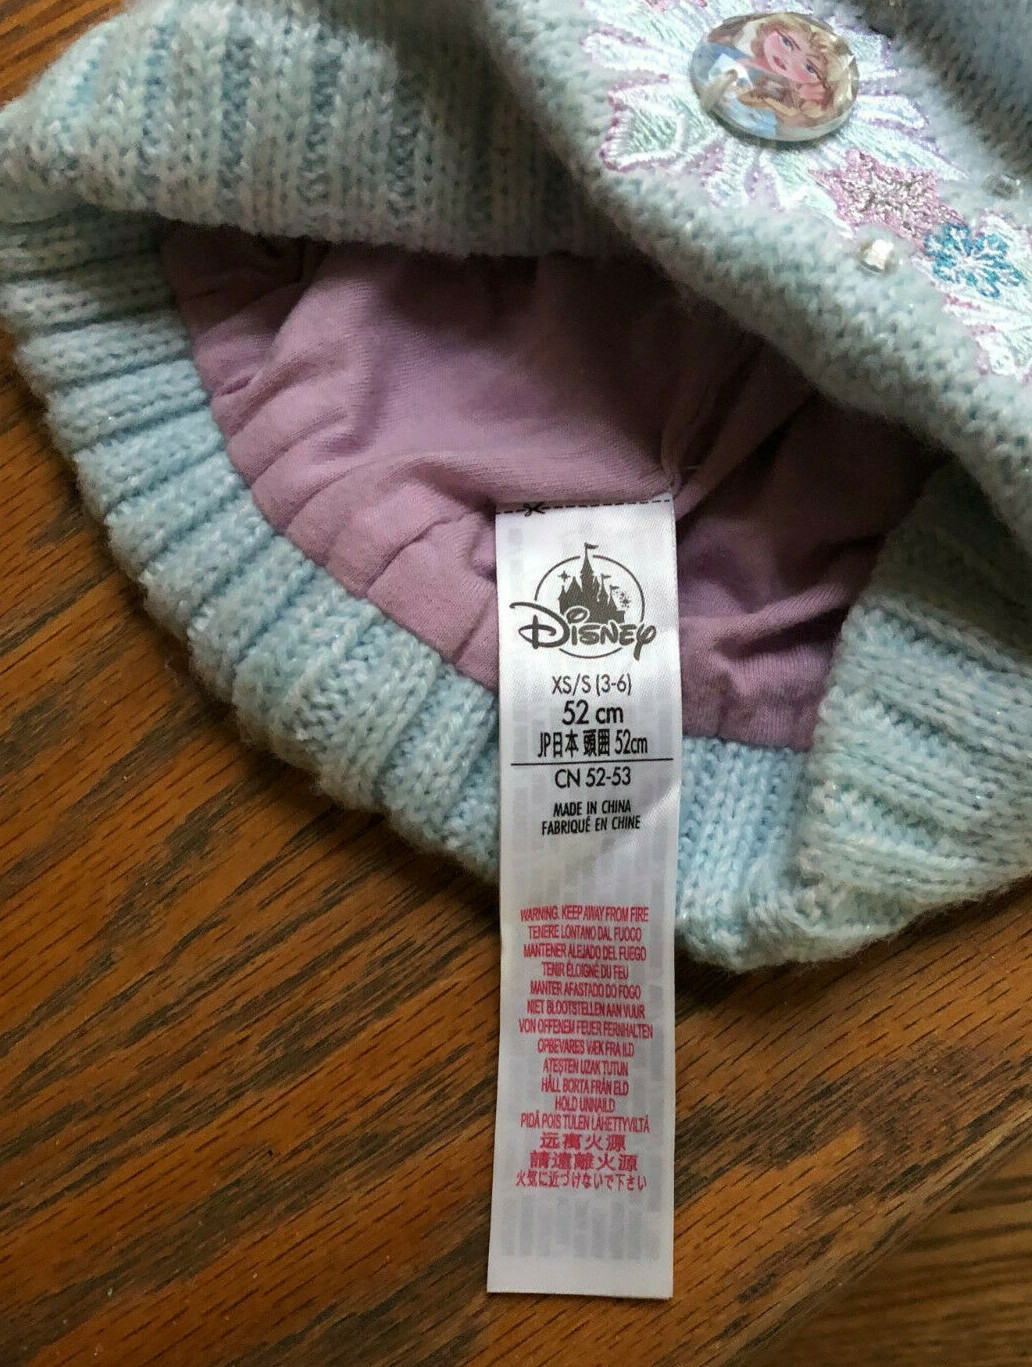 Disney
XS/S (3-6)
52 cm
JP日本 頭囲 52cm
CN 52-53
MADE IN CHINA
FABRIQUÉ EN CHINE
WARNING. KEEP AWAY FROM FIRE
TENERE LONTANO DAL FUOCO
MANTENER ALEJADO DEL FUEGO
TENIR ÉLOIGNÉ DU FEU
MANTER AFASTADO DO FOGO
NIET BLOOTSTELLEN AAN VUUR
VON OFFENEM FEUER FERNHALTEN
OPBEVARES VÆK FRA ILD
ATEŞTEN UZAK TUTUN
HÅLL BORTA FRÅN ELD
HOLD UNNA ILD
PIDÄ POIS TULEN LÄHETTYVILTÄ
远离火源
請遠離火源
火気に近づけないで下さい